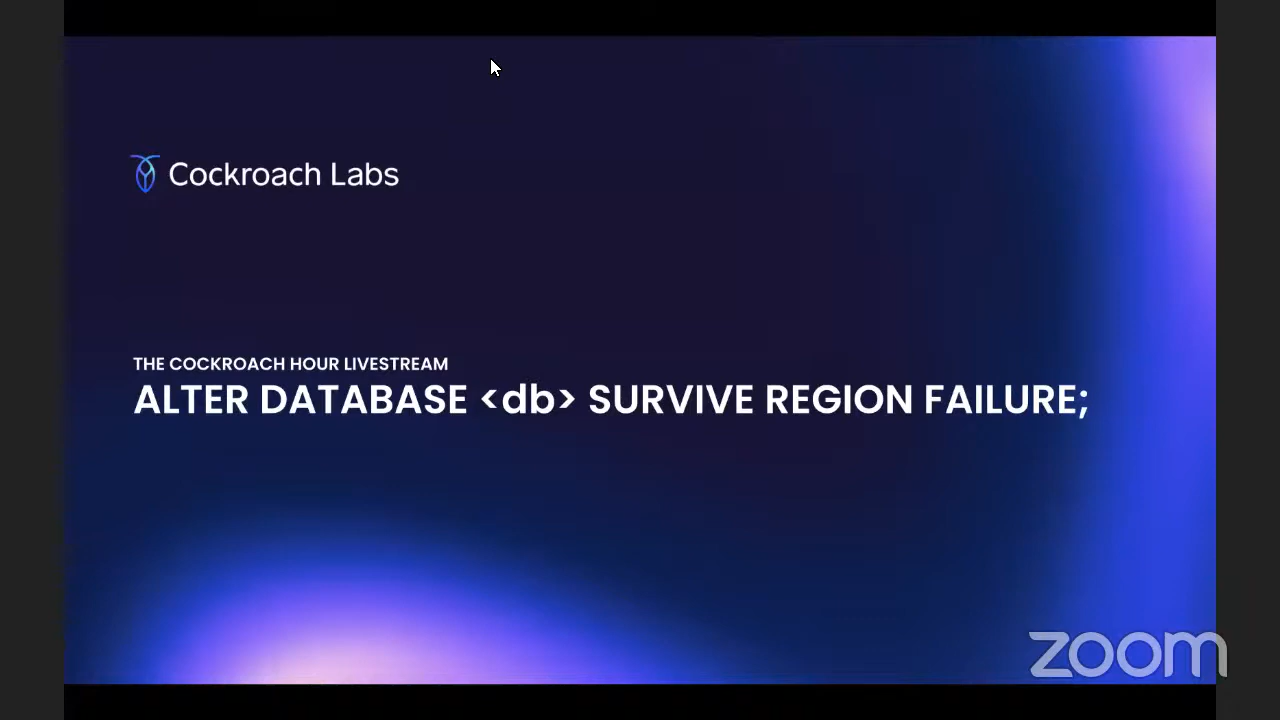 Cockroach Labs
THE COCKROACH HOUR LIVESTREAM
ALTER DATABASE <db> SURVIVE REGION FAILURE;
zoom